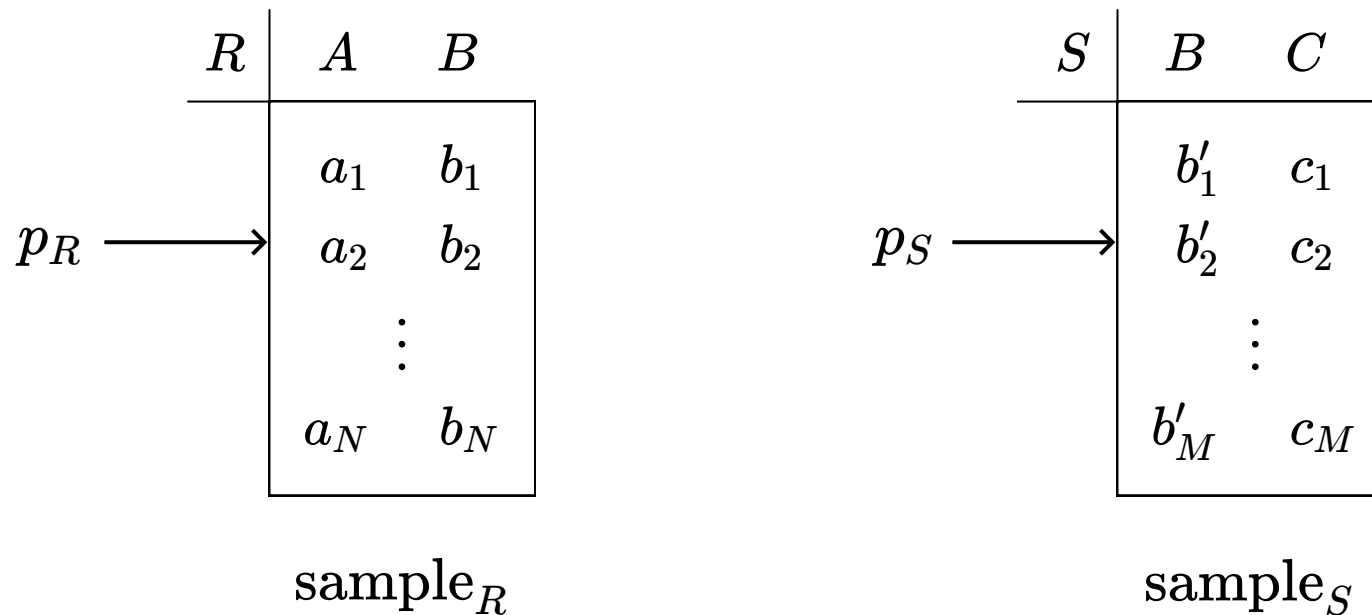 R A B S B C
a₁ b₁ b′₁ c₁
p_R a₂ b₂ p_S b′₂ c₂
⋮ ⋮
a_N b_N b′_M c_M
sample_R sample_S